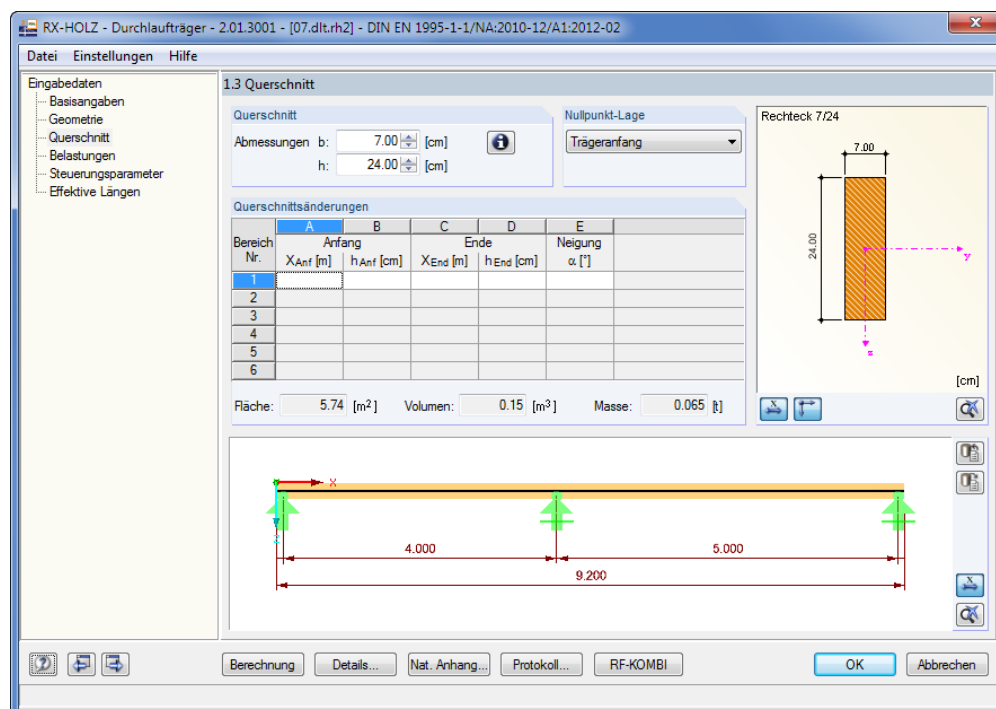 RX-HOLZ - Durchlaufträger - 2.01.3001 - [07.dlt.rh2] - DIN EN 1995-1-1/NA:2010-12/A1:2012-02
Datei Einstellungen Hilfe
Eingabedaten
Basisangaben
Geometrie
Querschnitt
Belastungen
Steuerungsparameter
Effektive Längen
1.3 Querschnitt
Querschnitt
Abmessungen b: 7.00 [cm]
h: 24.00 [cm]
Nullpunkt-Lage
Trägeranfang
Querschnittsänderungen
A B C D E
Bereich Anfang Ende Neigung
Nr. XAnf [m] hAnf [cm] XEnd [m] hEnd [cm] α [°]
1
2
3
4
5
6
Fläche: 5.74 [m²] Volumen: 0.15 [m³] Masse: 0.065 [t]
Rechteck 7/24
7.00
24.00
y
z
[cm]
X
X
Z
4.000 5.000
9.200
X
Berechnung Details... Nat. Anhang... Protokoll... RF-KOMBI OK Abbrechen